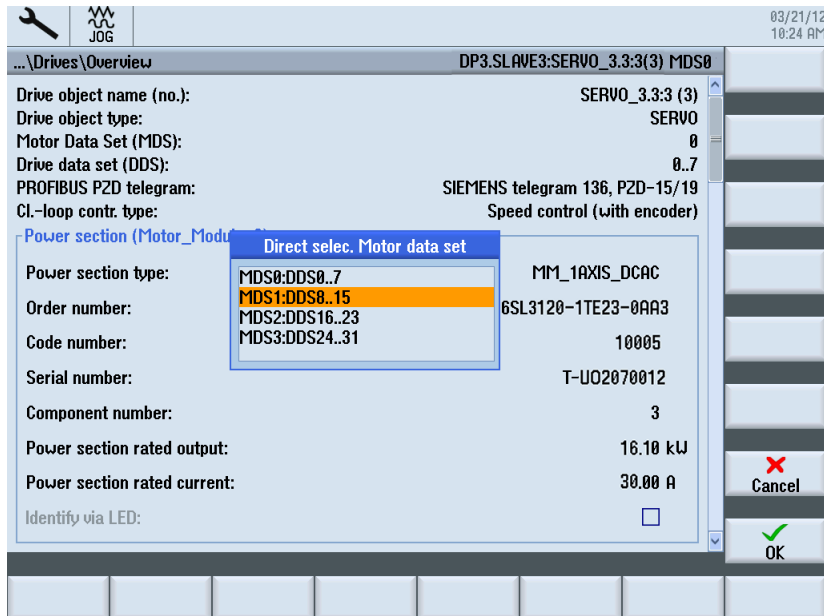 JOG
03/21/12
10:24 AM
...\Drives\Overview DP3.SLAVE3:SERVO_3.3:3(3) MDS0
Drive object name (no.): SERVO_3.3:3 (3)
Drive object type: SERVO
Motor Data Set (MDS): 0
Drive data set (DDS): 0..7
PROFIBUS PZD telegram: SIEMENS telegram 136, PZD-15/19
Cl.-loop contr. type: Speed control (with encoder)
Power section (Motor_Modu
Direct selec. Motor data set
MDS0:DDS0..7
MDS1:DDS8..15
MDS2:DDS16..23
MDS3:DDS24..31
Power section type: MM_1AXIS_DCAC
Order number: 6SL3120-1TE23-0AA3
Code number: 10005
Serial number: T-UO2070012
Component number: 3
Power section rated output: 16.10 kW
Power section rated current: 30.00 A
Identify via LED:
Cancel
OK